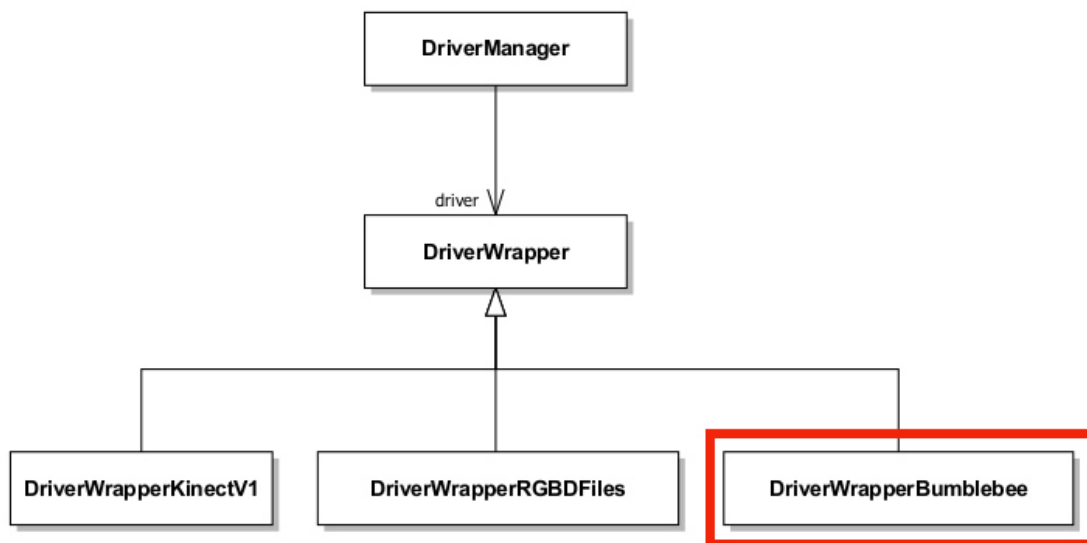 DriverManager
driver
DriverWrapper
DriverWrapperKinectV1
DriverWrapperRGBDFiles
DriverWrapperBumblebee